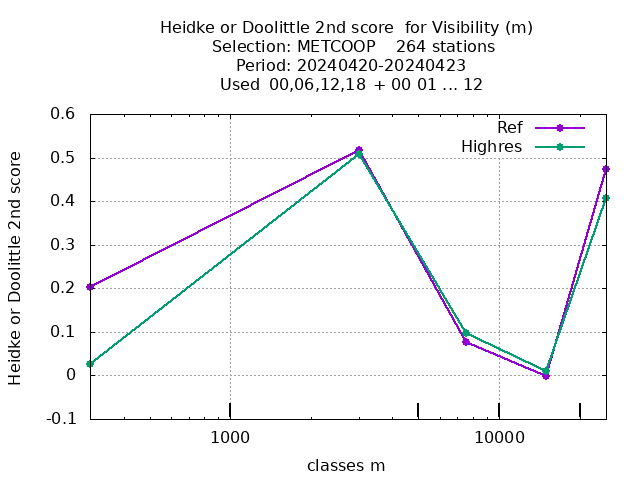 Heidke or Doolittle 2nd score  for Visibility (m)
Selection: METCOOP    264 stations
Period: 20240420-20240423
Used  00,06,12,18  + 00 01 ... 12
Heidke or Doolittle 2nd score
0.6
0.5
0.4
0.3
0.2
0.1
0
-0.1
Ref
Highres
1000
10000
classes m